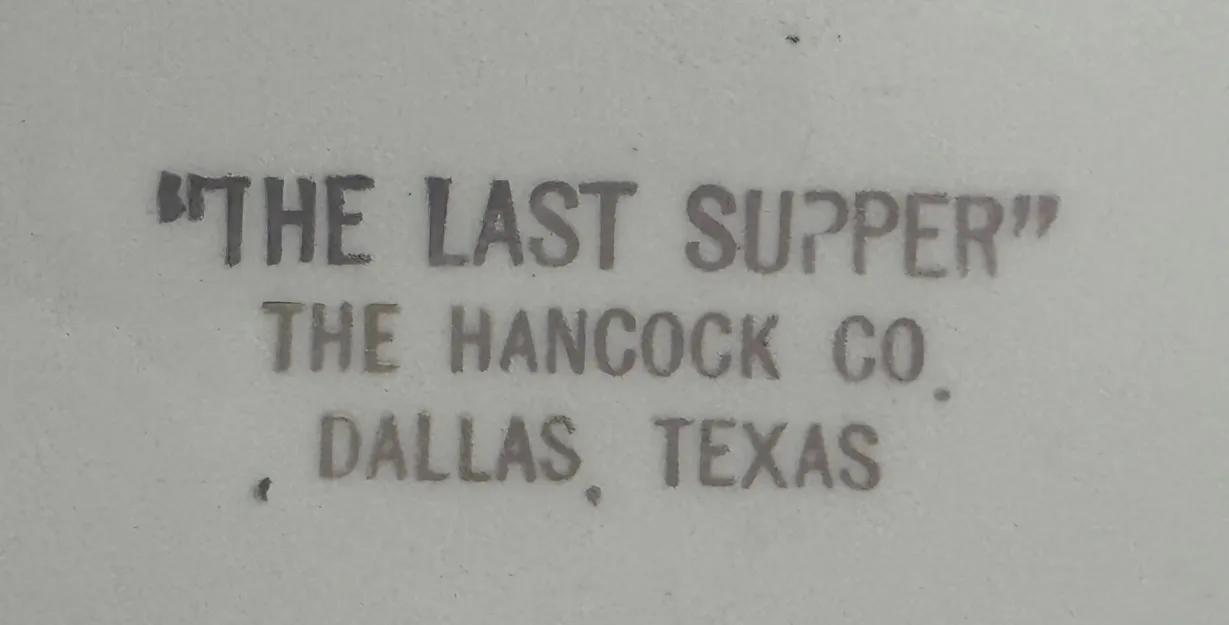 "THE LAST SUPPER"
THE HANCOCK CO.
DALLAS, TEXAS